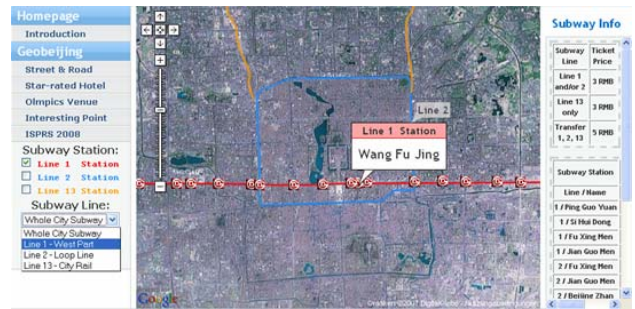 Homepage
Introduction
Geobeijing
Street & Road
Star-rated Hotel
Olmpics Venue
Interesting Point
ISPRS 2008
Subway Station:
Line 1 Station
Line 2 Station
Line 13 Station
Subway Line:
Whole City Subway
Whole City Subway
Line 1 - West Part
Line 2 - Loop Line
Line 13 - City Rail
Line 2
Line 1 Station
Wang Fu Jing
Google
Subway Info
Subway Line
Ticket Price
Line 1 and/or 2
3 RMB
Line 13 only
3 RMB
Transfer 1, 2, 13
5 RMB
Subway Station
Line / Name
1 / Ping Guo Yuan
1 / Si Hui Dong
1 / Fu Xing Men
1 / Jian Guo Men
2 / Fu Xing Men
2 / Jian Guo Men
2 / Beijing Zhan